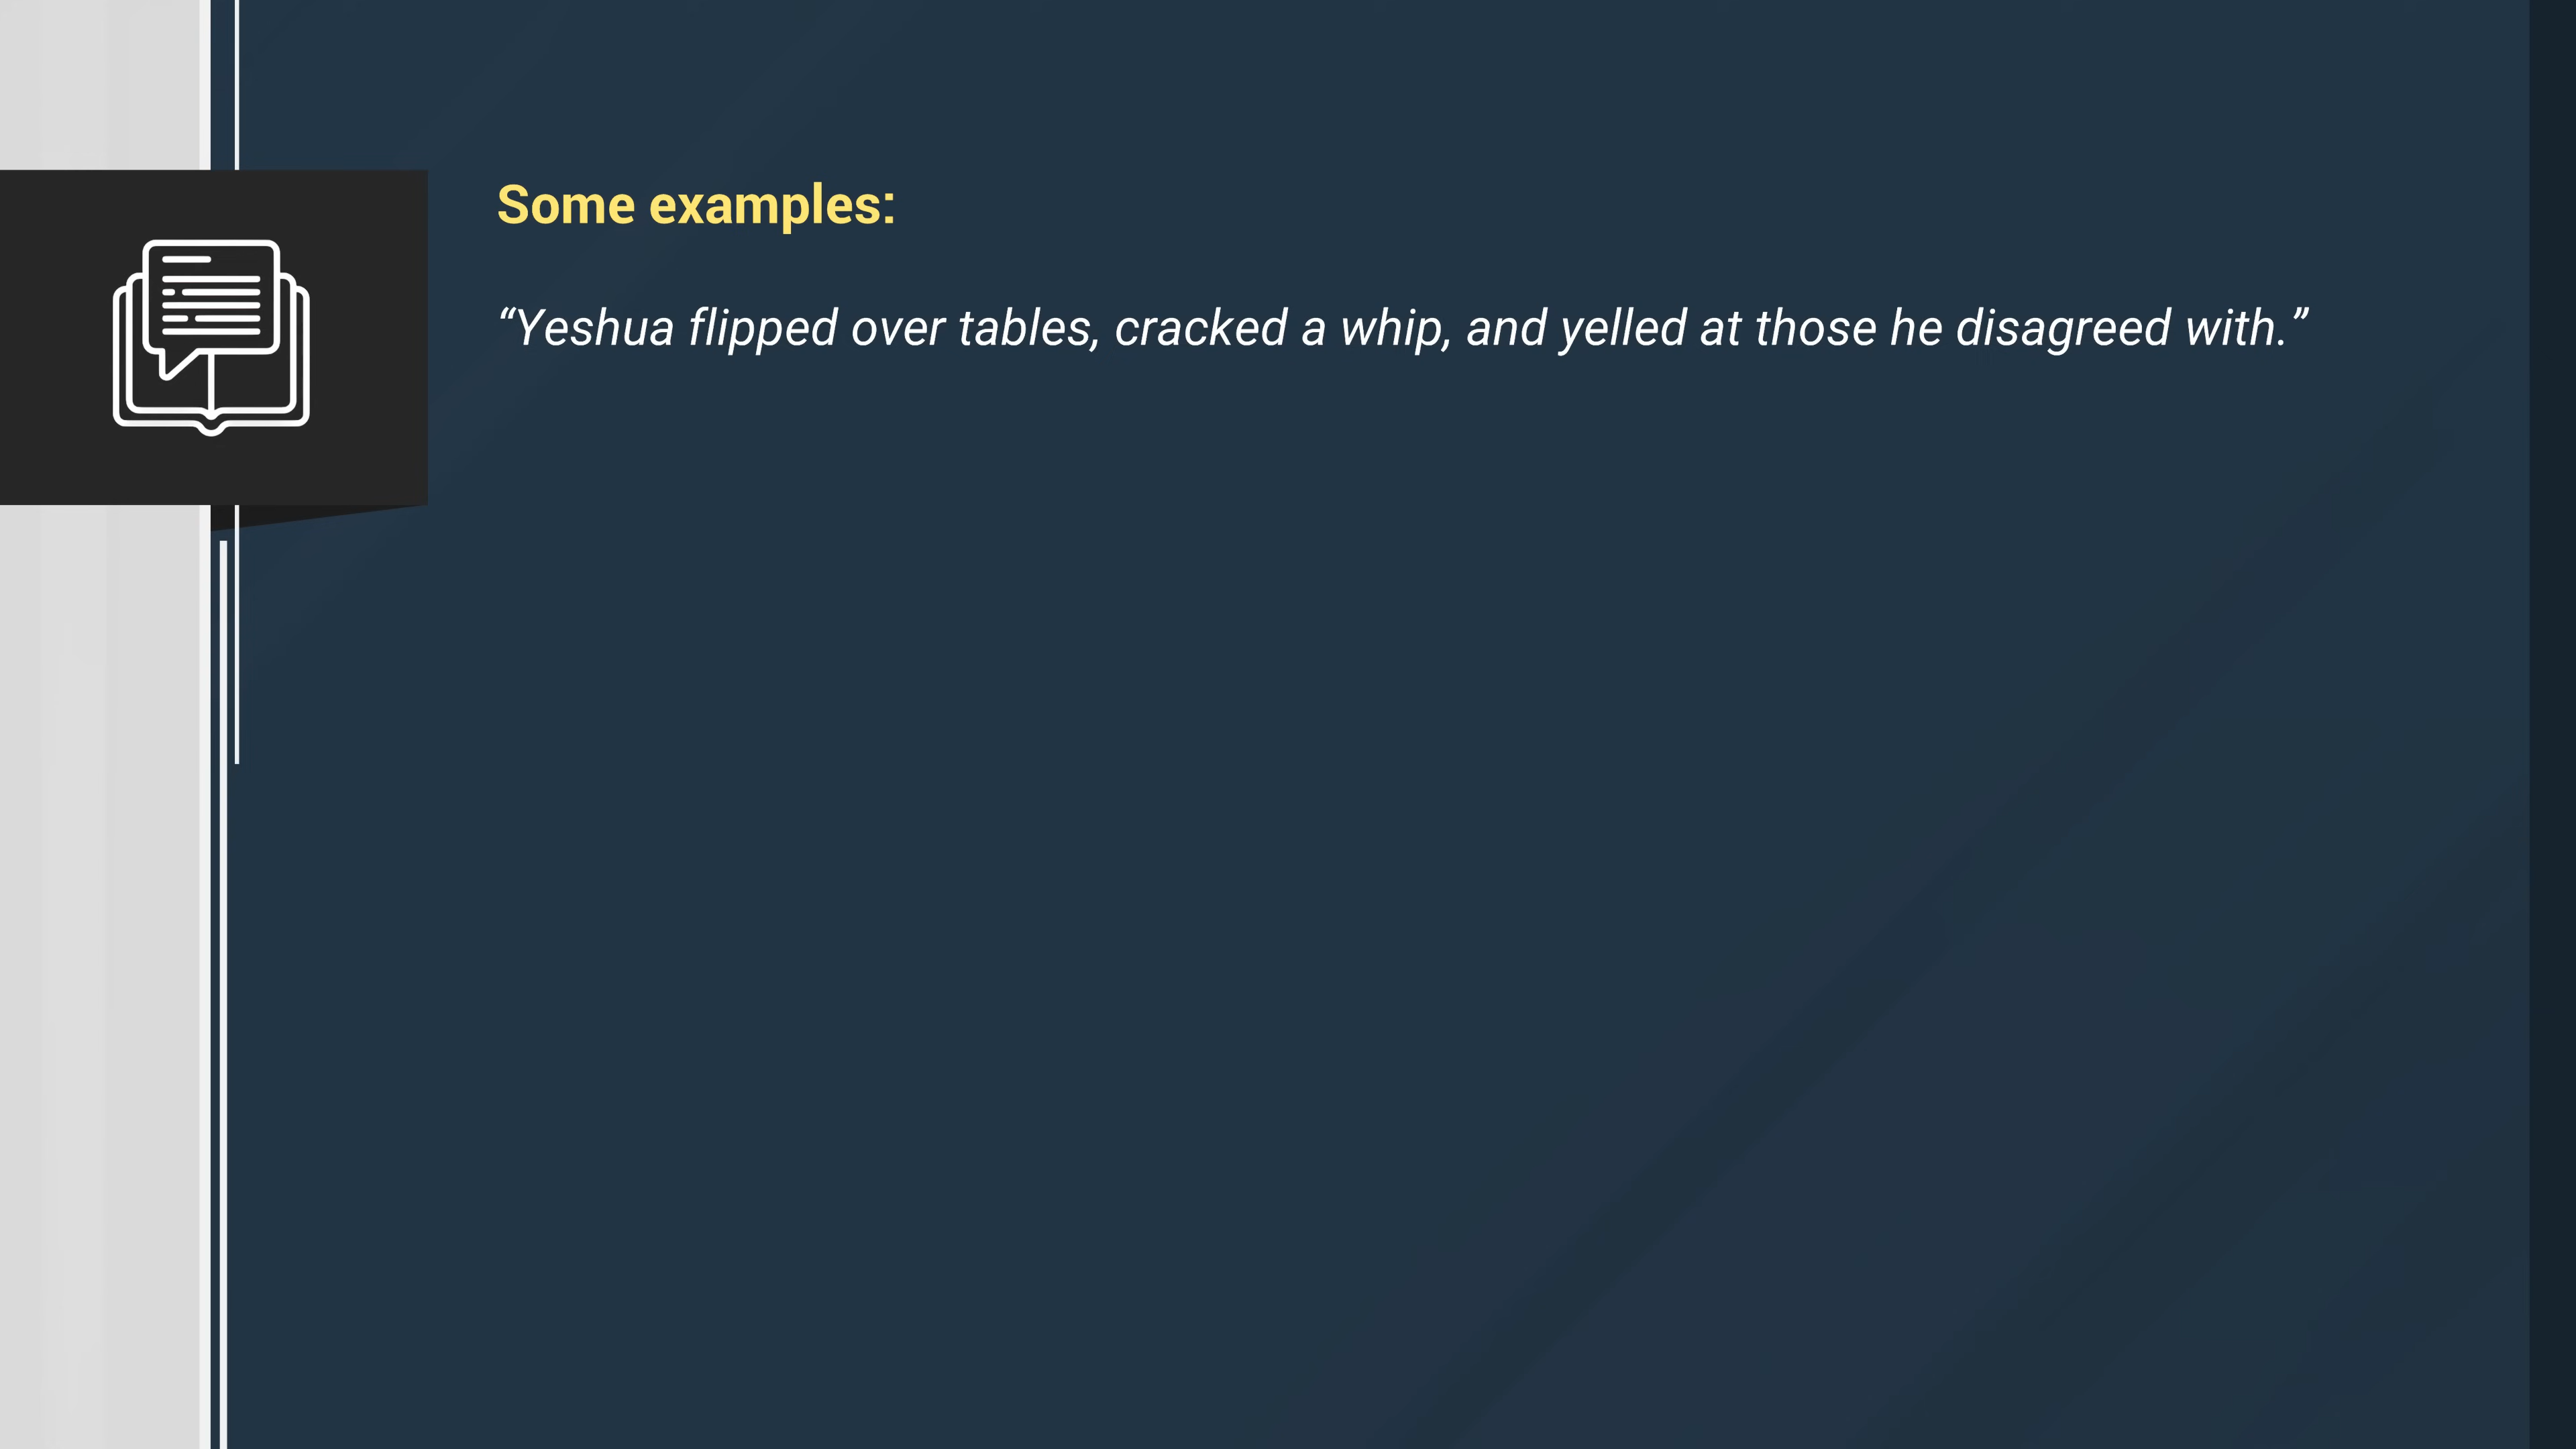 Some examples:
“Yeshua flipped over tables, cracked a whip, and yelled at those he disagreed with.”